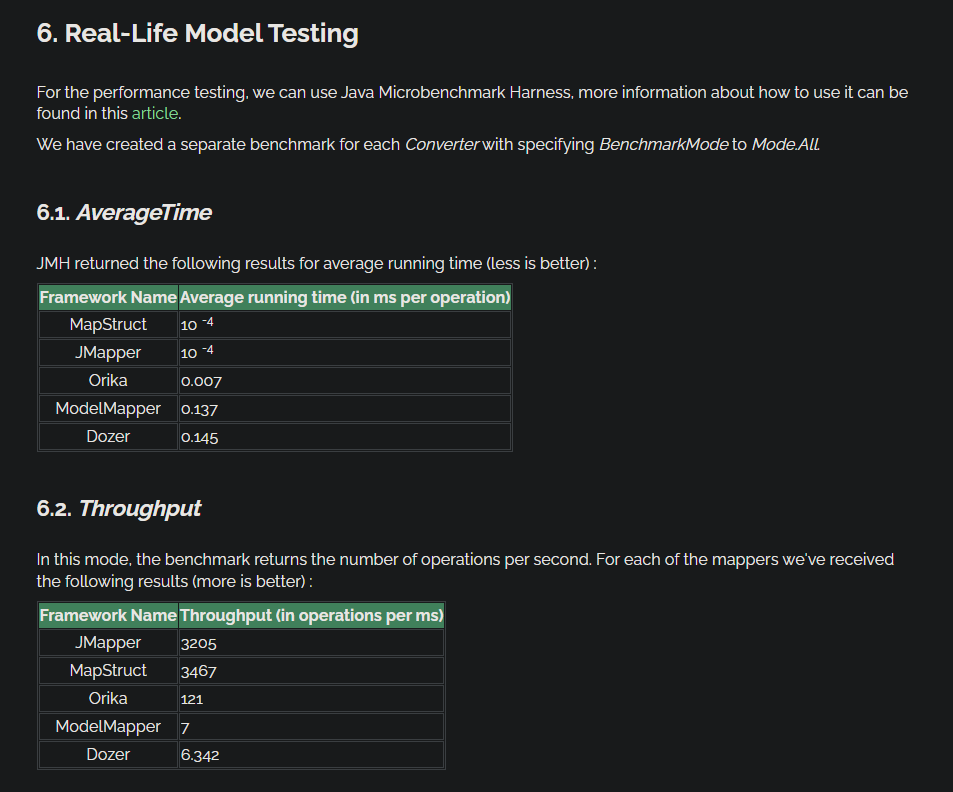 6. Real-Life Model Testing
For the performance testing, we can use Java Microbenchmark Harness, more information about how to use it can be
found in this article.
We have created a separate benchmark for each Converter with specifying BenchmarkMode to Mode.All.
6.1. AverageTime
JMH returned the following results for average running time (less is better) :
Framework Name Average running time (in ms per operation)
MapStruct 10 -4
JMapper 10 -4
Orika 0.007
ModelMapper 0.137
Dozer 0.145
6.2. Throughput
In this mode, the benchmark returns the number of operations per second. For each of the mappers we've received
the following results (more is better) :
Framework Name Throughput (in operations per ms)
JMapper 3205
MapStruct 3467
Orika 121
ModelMapper 7
Dozer 6.342